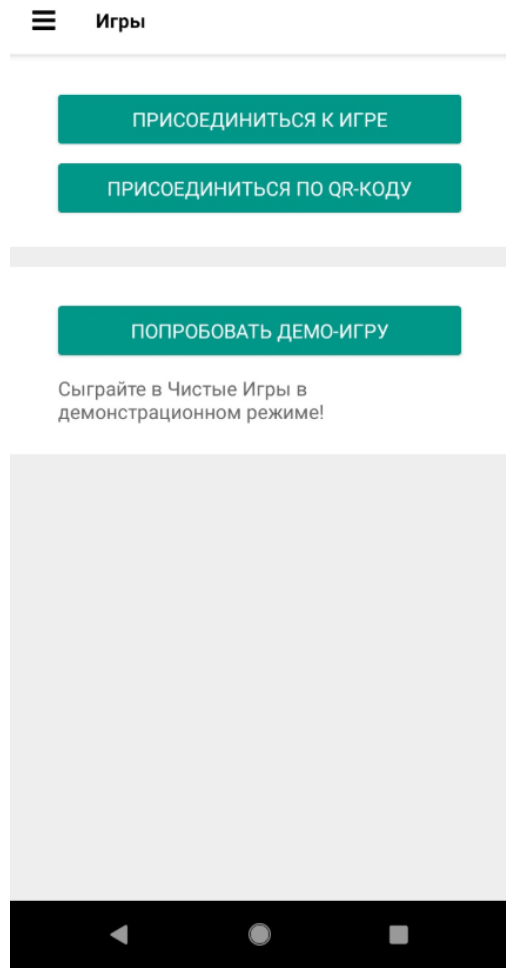 Игры
ПРИСОЕДИНИТЬСЯ К ИГРЕ
ПРИСОЕДИНИТЬСЯ ПО QR-КОДУ
ПОПРОБОВАТЬ ДЕМО-ИГРУ
Сыграйте в Чистые Игры в
демонстрационном режиме!